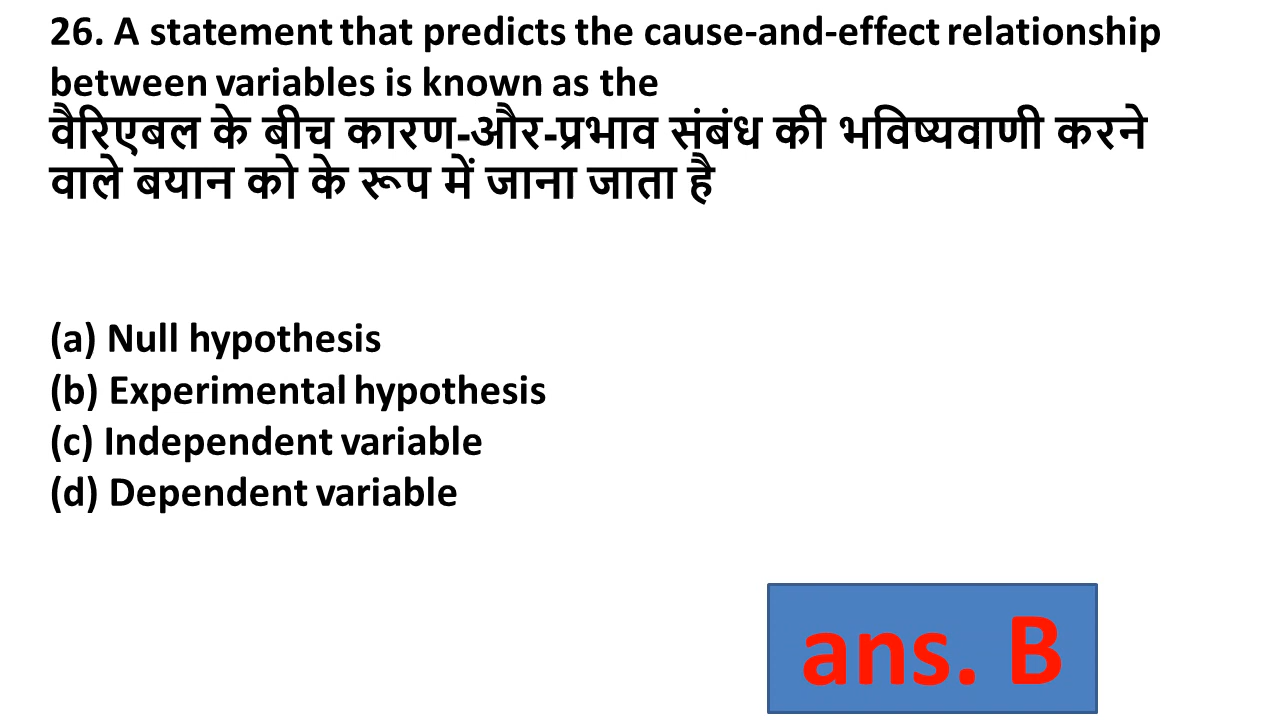 26. A statement that predicts the cause-and-effect relationship
between variables is known as the
वैरिएबल के बीच कारण-और-प्रभाव संबंध की भविष्यवाणी करने
वाले बयान को के रूप में जाना जाता है
(a) Null hypothesis
(b) Experimental hypothesis
(c) Independent variable
(d) Dependent variable
ans. B